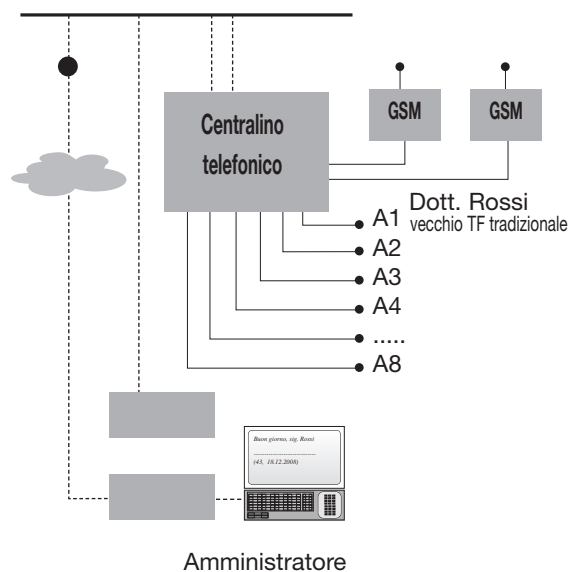 Centralino
telefonico
GSM
GSM
Dott. Rossi
A1 vecchio TF tradizionale
A2
A3
A4
.....
A8
Buon giorno, sig. Rossi
------------------------------
(43, 18.12.2008)
Amministratore